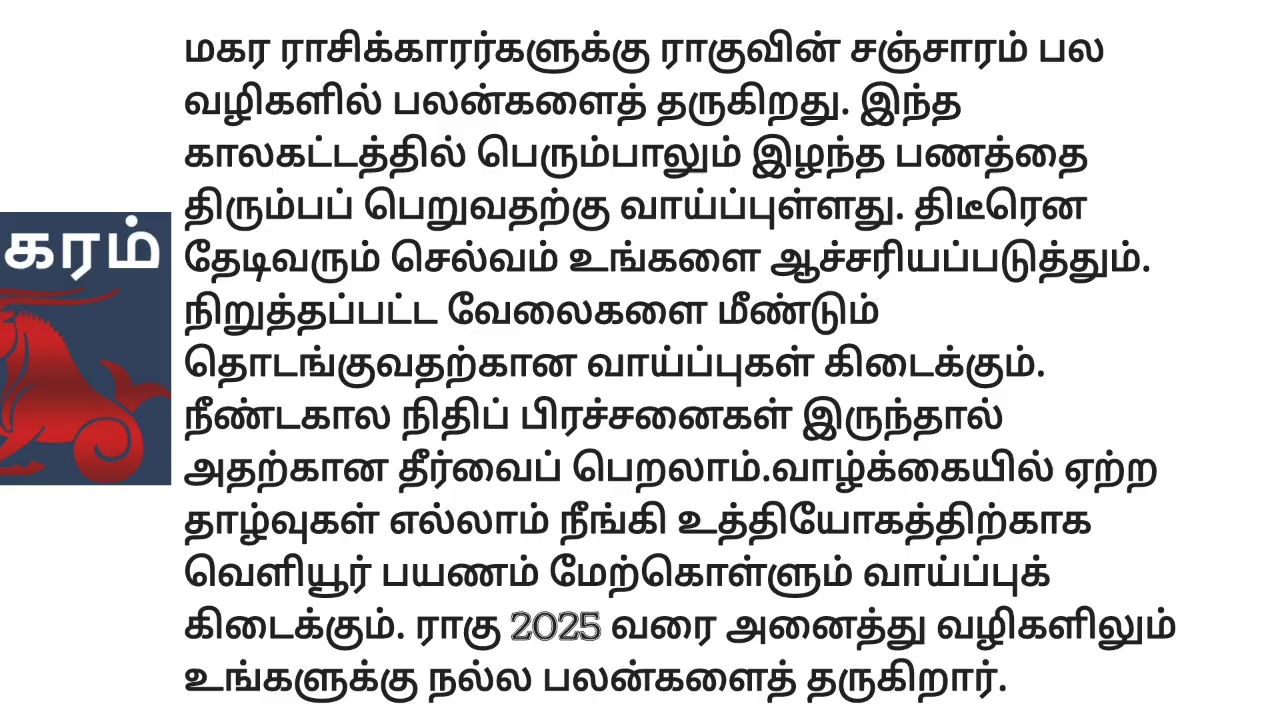 மகர ராசிக்காரர்களுக்கு ராகுவின் சஞ்சாரம் பல
வழிகளில் பலன்களைத் தருகிறது. இந்த
காலகட்டத்தில் பெரும்பாலும் இழந்த பணத்தை
திரும்பப் பெறுவதற்கு வாய்ப்புள்ளது. திடீரென
கரம்
தேடிவரும் செல்வம் உங்களை ஆச்சரியப்படுத்தும்.
நிறுத்தப்பட்ட வேலைகளை மீண்டும்
தொடங்குவதற்கான வாய்ப்புகள் கிடைக்கும்.
நீண்டகால நிதிப் பிரச்சனைகள் இருந்தால்
அதற்கான தீர்வைப் பெறலாம்.வாழ்க்கையில் ஏற்ற
தாழ்வுகள் எல்லாம் நீங்கி உத்தியோகத்திற்காக
வெளியூர் பயணம் மேற்கொள்ளும் வாய்ப்புக்
கிடைக்கும். ராகு 2025 வரை அனைத்து வழிகளிலும்
உங்களுக்கு நல்ல பலன்களைத் தருகிறார்.